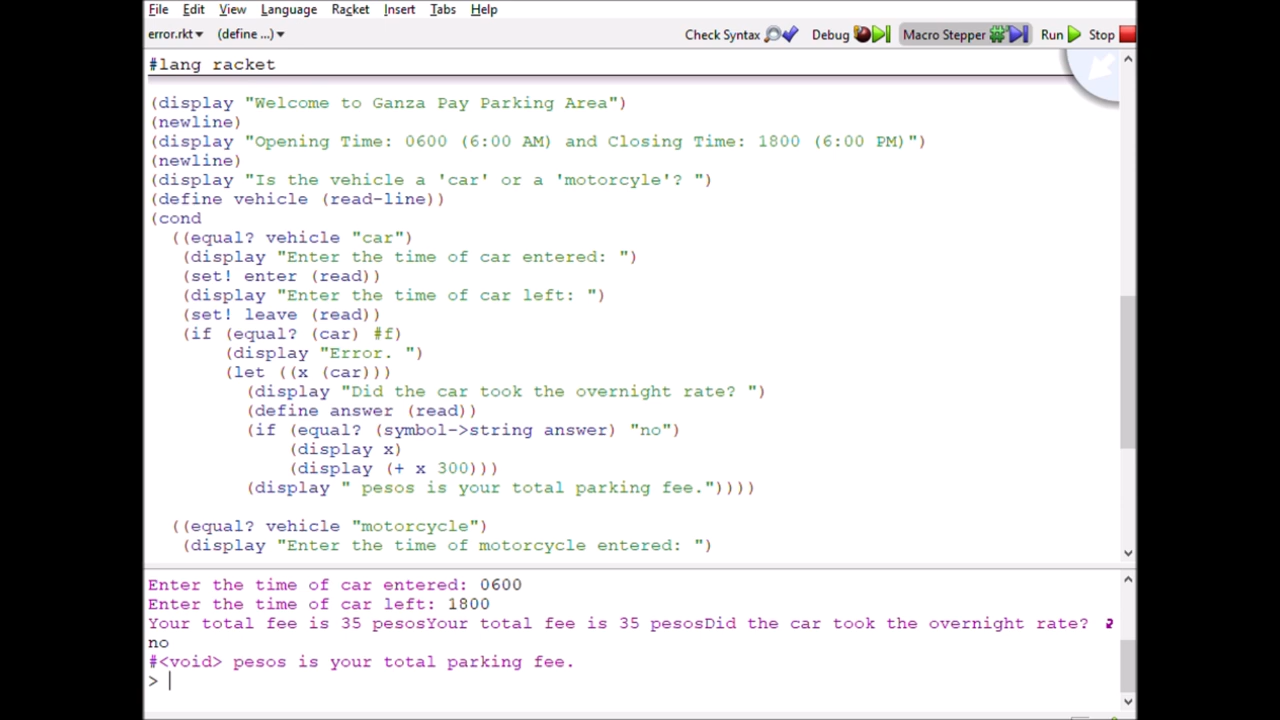 File Edit View Language Racket Insert Tabs Help
error.rkt (define ...) Check Syntax Debug Macro Stepper Run Stop
#lang racket
(display "Welcome to Ganza Pay Parking Area")
(newline)
(display "Opening Time: 0600 (6:00 AM) and Closing Time: 1800 (6:00 PM)")
(newline)
(display "Is the vehicle a 'car' or a 'motorcyle'? ")
(define vehicle (read-line))
(cond
((equal? vehicle "car")
(display "Enter the time of car entered: ")
(set! enter (read))
(display "Enter the time of car left: ")
(set! leave (read))
(if (equal? (car) #f)
(display "Error. ")
(let ((x (car)))
(display "Did the car took the overnight rate? ")
(define answer (read))
(if (equal? (symbol->string answer) "no")
(display x)
(display (+ x 300)))
(display " pesos is your total parking fee."))))
((equal? vehicle "motorcycle")
(display "Enter the time of motorcycle entered: ")
Enter the time of car entered: 0600
Enter the time of car left: 1800
Your total fee is 35 pesosYour total fee is 35 pesosDid the car took the overnight rate?
no
#<void> pesos is your total parking fee.
>